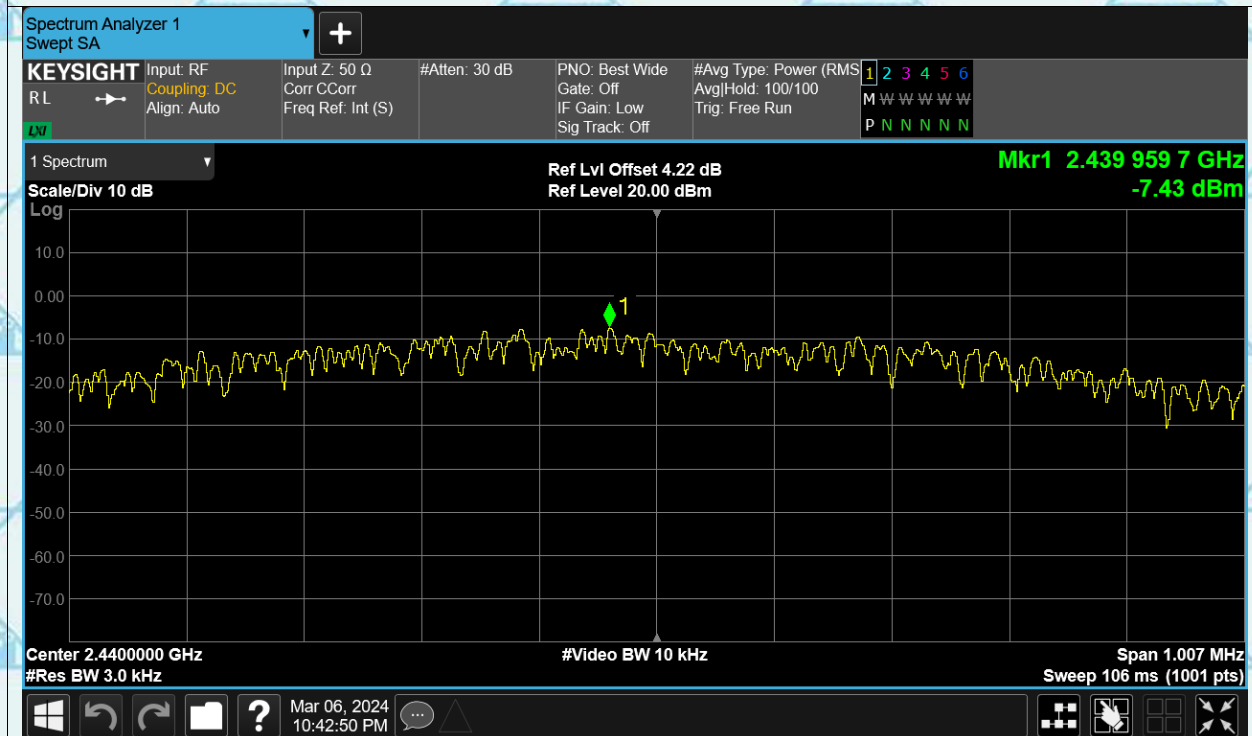 Spectrum Analyzer 1
Swept SA
+
KEYSIGHT
RL
LXI
Input: RF
Coupling: DC
Align: Auto
Input Z: 50 Ω
Corr CCorr
Freq Ref: Int (S)
#Atten: 30 dB
PNO: Best Wide
Gate: Off
IF Gain: Low
Sig Track: Off
#Avg Type: Power (RMS
Avg|Hold: 100/100
Trig: Free Run
1 2 3 4 5 6
M W W W W W
P N N N N N
1 Spectrum
Scale/Div 10 dB
Log
Ref Lvl Offset 4.22 dB
Ref Level 20.00 dBm
Mkr1 2.439 959 7 GHz
-7.43 dBm
10.0
0.00
1
-10.0
-20.0
-30.0
-40.0
-50.0
-60.0
-70.0
Center 2.4400000 GHz
#Video BW 10 kHz
Span 1.007 MHz
#Res BW 3.0 kHz
Sweep 106 ms (1001 pts)
?
Mar 06, 2024
10:42:50 PM